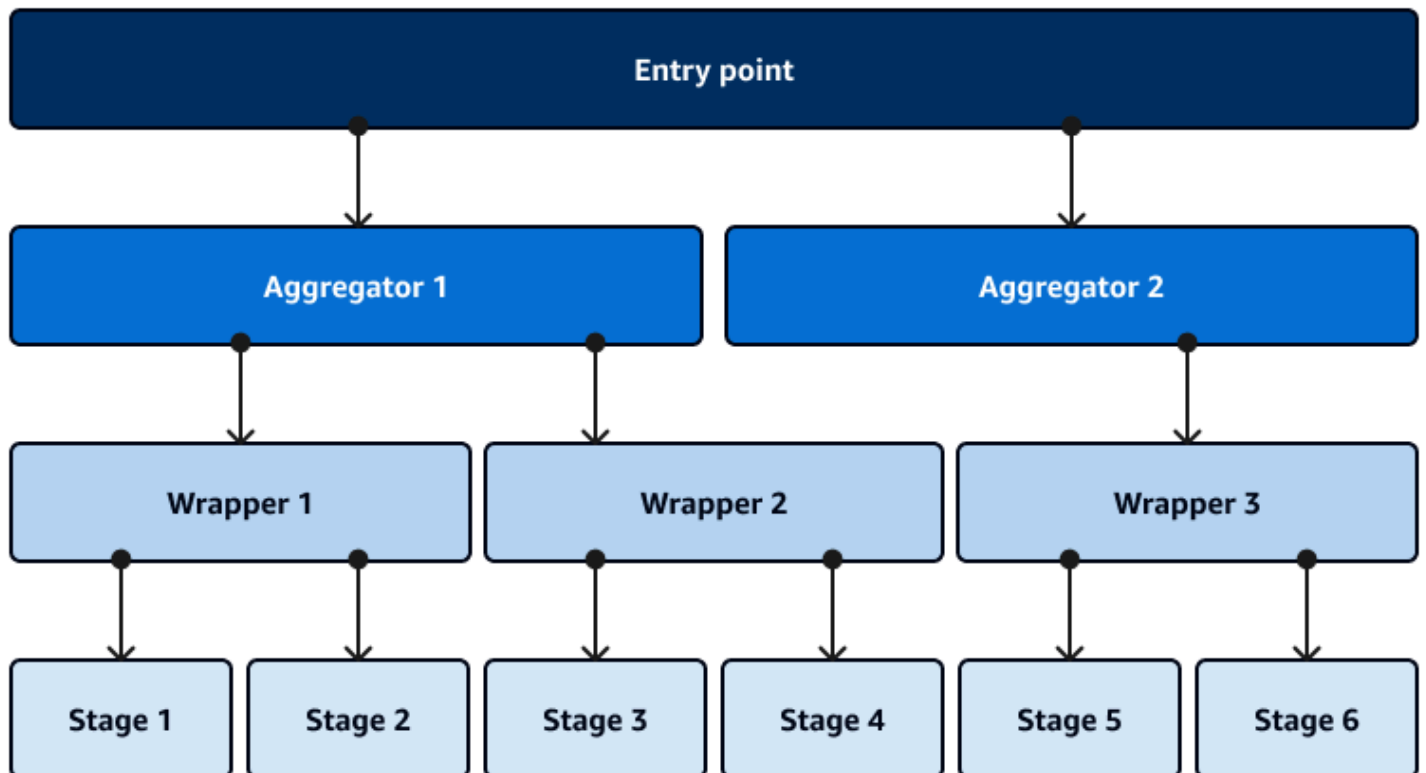 Entry point
Aggregator 1
Aggregator 2
Wrapper 1
Wrapper 2
Wrapper 3
Stage 1
Stage 2
Stage 3
Stage 4
Stage 5
Stage 6